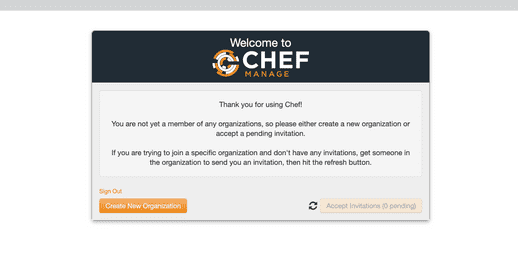 Welcome to
CHEF
MANAGE
Thank you for using Chef!
You are not yet a member of any organizations, so please either create a new organization or
accept a pending invitation.
If you are trying to join a specific organization and don't have any invitations, get someone in
the organization to send you an invitation, then hit the refresh button.
Sign Out
Create New Organization
Accept Invitations (0 pending)